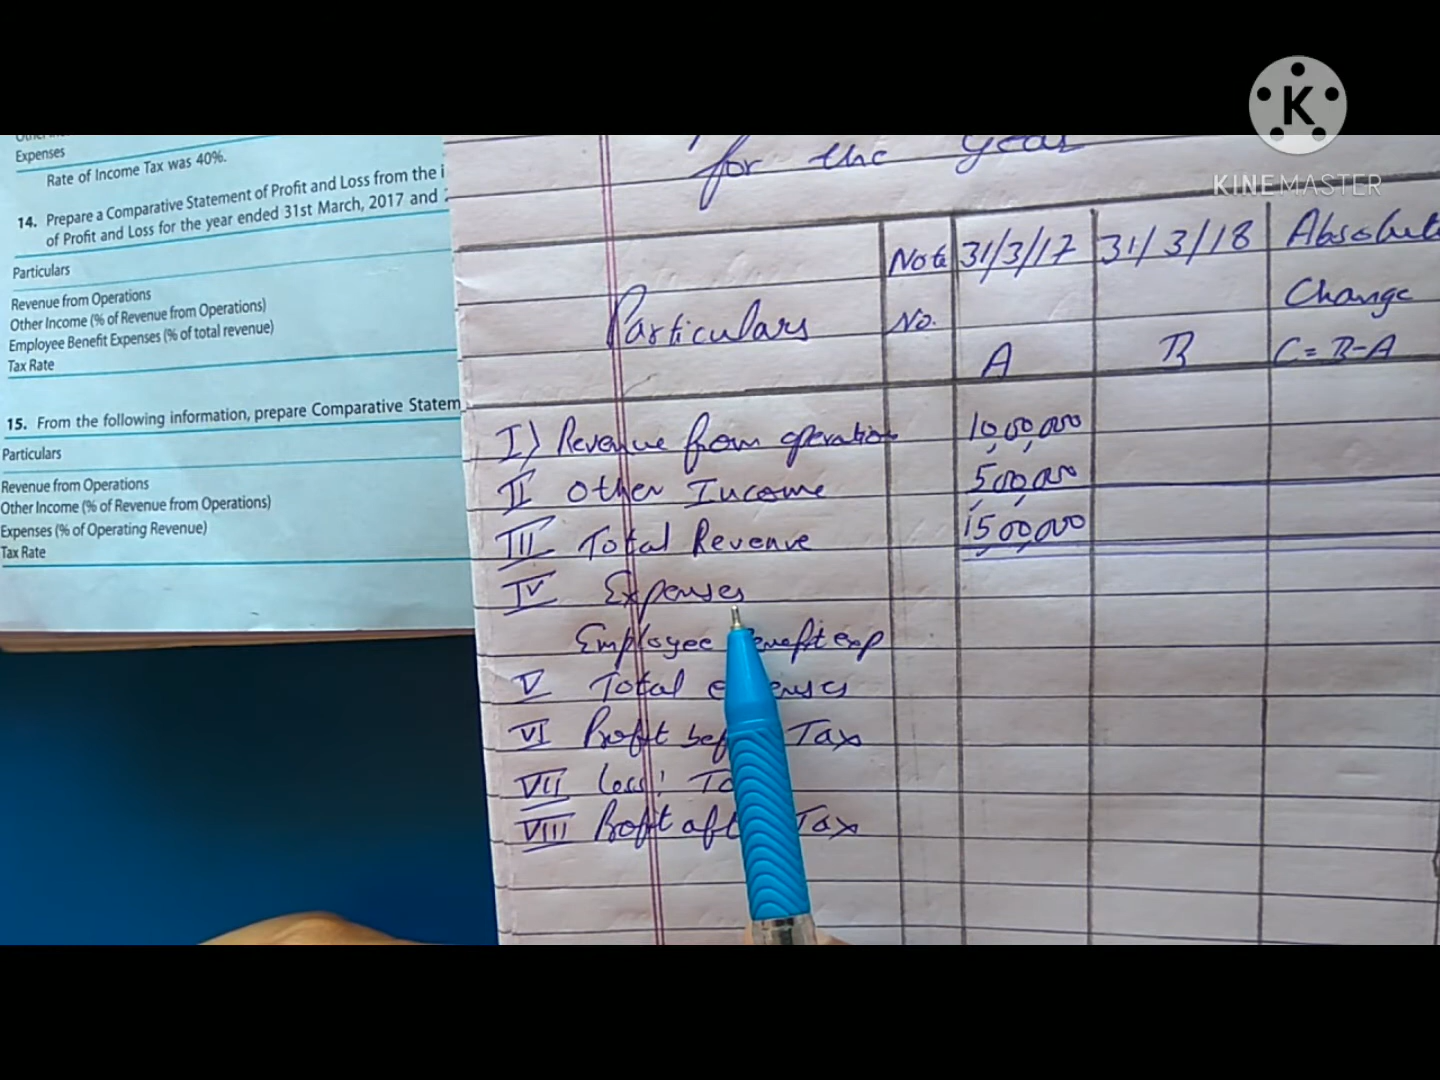 K
KINEMASTER
Expenses
Rate of Income Tax was 40%.
14. Prepare a Comparative Statement of Profit and Loss from the
of Profit and Loss for the year ended 31st March, 2017 and
Particulars
Revenue from Operations
Other Income (% of Revenue from Operations)
Employee Benefit Expenses (% of total revenue)
Tax Rate
15. From the following information, prepare Comparative Statem
Particulars
Revenue from Operations
Other Income (% of Revenue from Operations)
Expenses (% of Operating Revenue)
Tax Rate
for the year
Particulars Note No. 31/3/17 A 31/3/18 B Absolute Change C = B-A
I) Revenue from operation 10,00,000
II Other Income 5,00,000
III Total Revenue 15,00,000
IV Expenses
Employee Benefit exp
V Total
VI Profit Tax
VII Less:
VIII Profit Tax